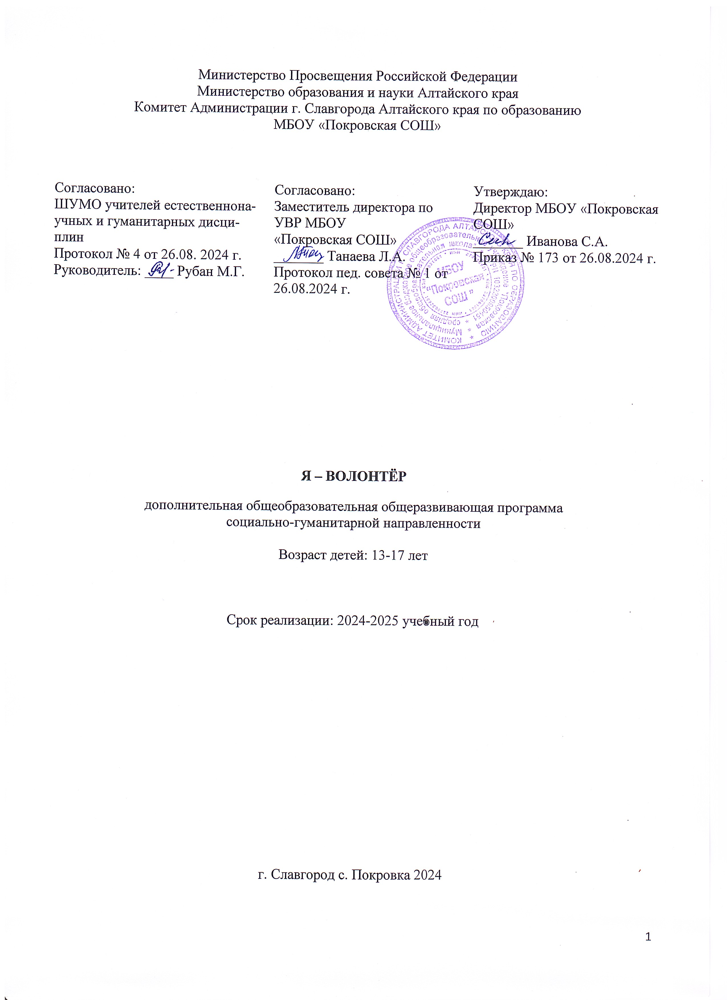 Министерство Просвещения Российской Федерации
Министерство образования и науки Алтайского края
Комитет Администрации г. Славгорода Алтайского края по образованию
МБОУ «Покровская СОШ»
Согласовано:
ШУМО учителей естественнона-
учных и гуманитарных дисци-
плин
Протокол № 4 от 26.08. 2024 г.
Руководитель: ____ Рубан М.Г.
Согласовано:
Заместитель директора по
УВР МБОУ
«Покровская СОШ»
_______ Танаева Л.А.
Протокол пед. совета № 1 от
26.08.2024 г.
Утверждаю:
Директор МБОУ «Покровская
СОШ»
_______ Иванова С.А.
Приказ № 173 от 26.08.2024 г.
КОМИТЕТ АДМИНИСТРАЦИИ Г. СЛАВГОРОДА АЛТАЙСКОГО КРАЯ ПО ОБРАЗОВАНИЮ *
Муниципальное бюджетное общеобразовательное учреждение "Покровская *
средняя общеобразовательная школа" *
МБОУ
"Покровская
СОШ"
Я – ВОЛОНТЁР
дополнительная общеобразовательная общеразвивающая программа
социально-гуманитарной направленности
Возраст детей: 13-17 лет
Срок реализации: 2024-2025 учебный год
г. Славгород с. Покровка 2024
1